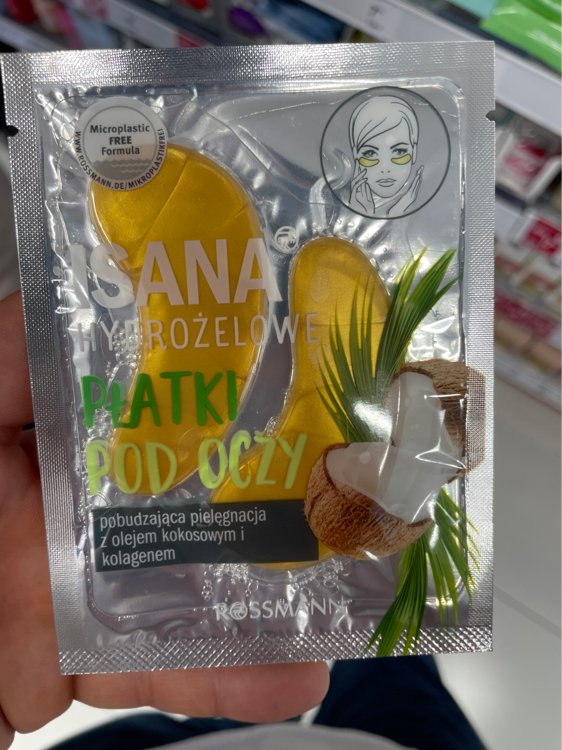 Microplastic
FREE
Formula
WWW.ROSSMANN.DE/MIKROPLASTIKFREI
ISANA
HYDROŻELOWE
PŁATKI
POD OCZY
pobudzająca pielęgnacja
z olejem kokosowym i
kolagenem
ROSSMANN